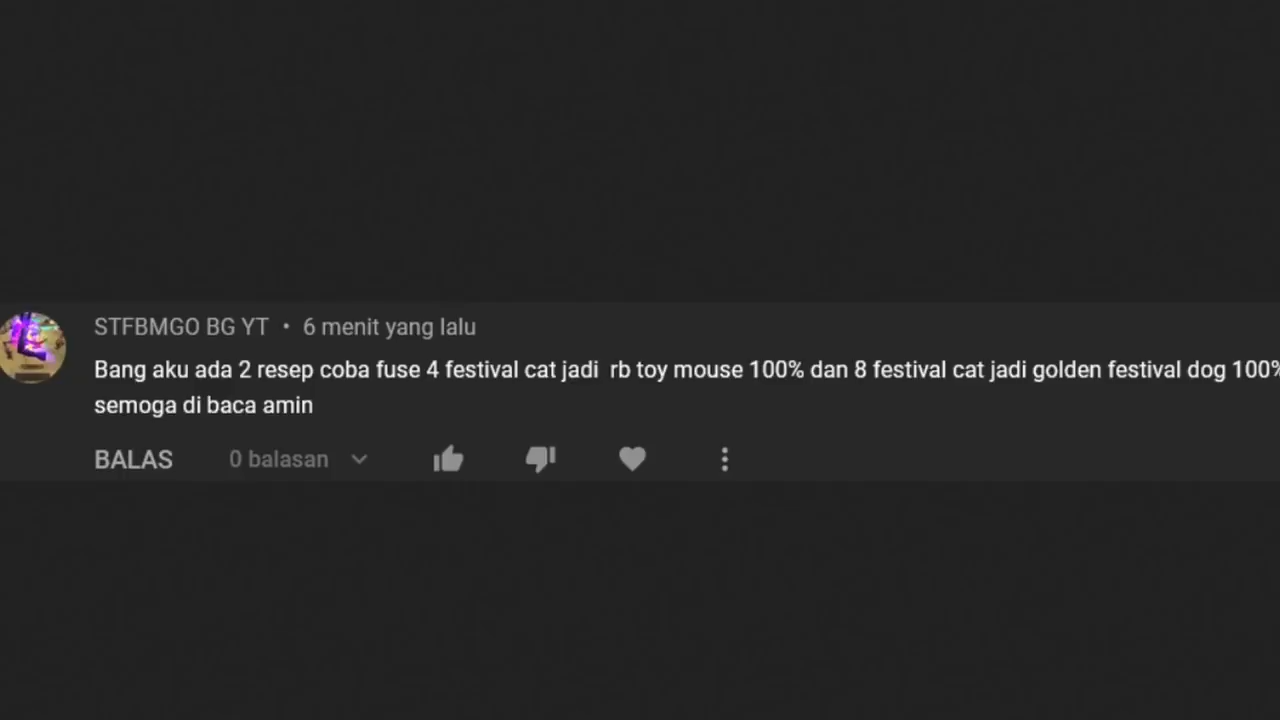 STFBMGO BG YT • 6 menit yang lalu
Bang aku ada 2 resep coba fuse 4 festival cat jadi  rb toy mouse 100% dan 8 festival cat jadi golden festival dog 100%
semoga di baca amin
BALAS 0 balasan